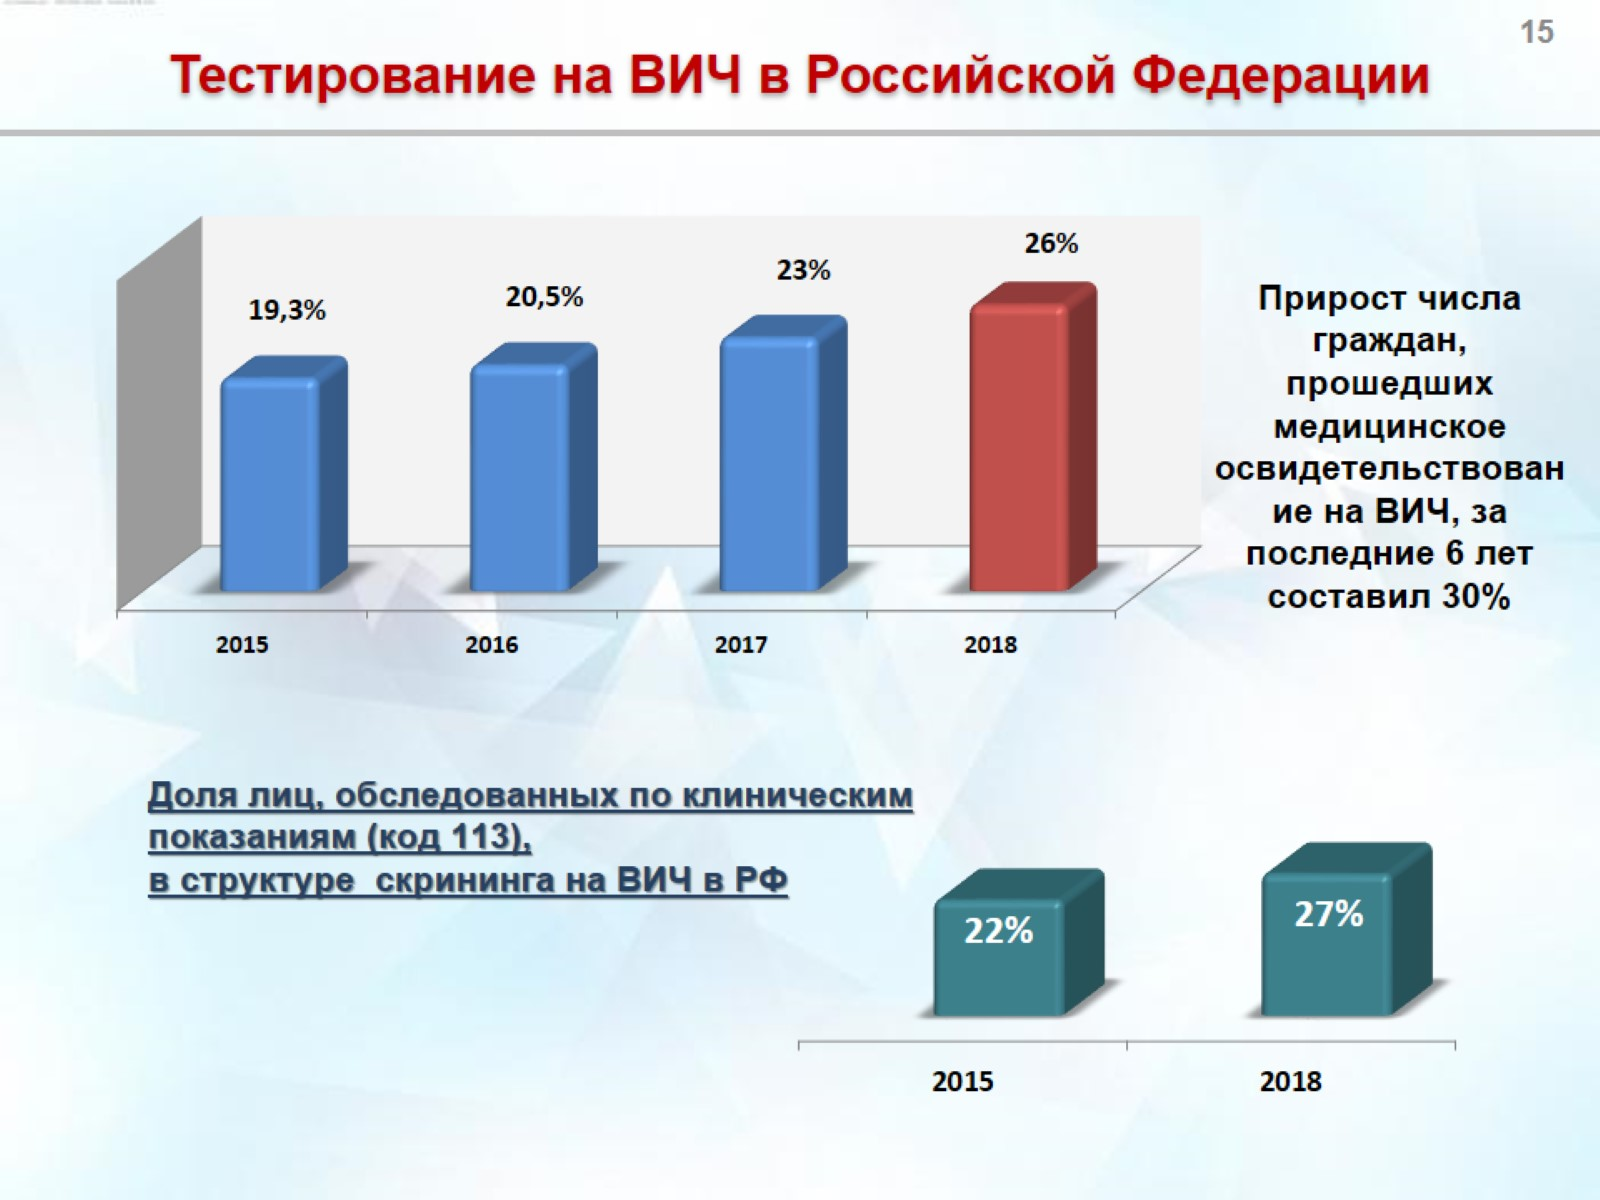 15
Тестирование на ВИЧ в Российской Федерации
19,3%
20,5%
23%
26%
2015
2016
2017
2018
Прирост числа
граждан,
прошедших
медицинское
освидетельствован
ие на ВИЧ, за
последние 6 лет
составил 30%
Доля лиц, обследованных по клиническим
показаниям (код 113),
в структуре  скрининга на ВИЧ в РФ
22%
27%
2015
2018